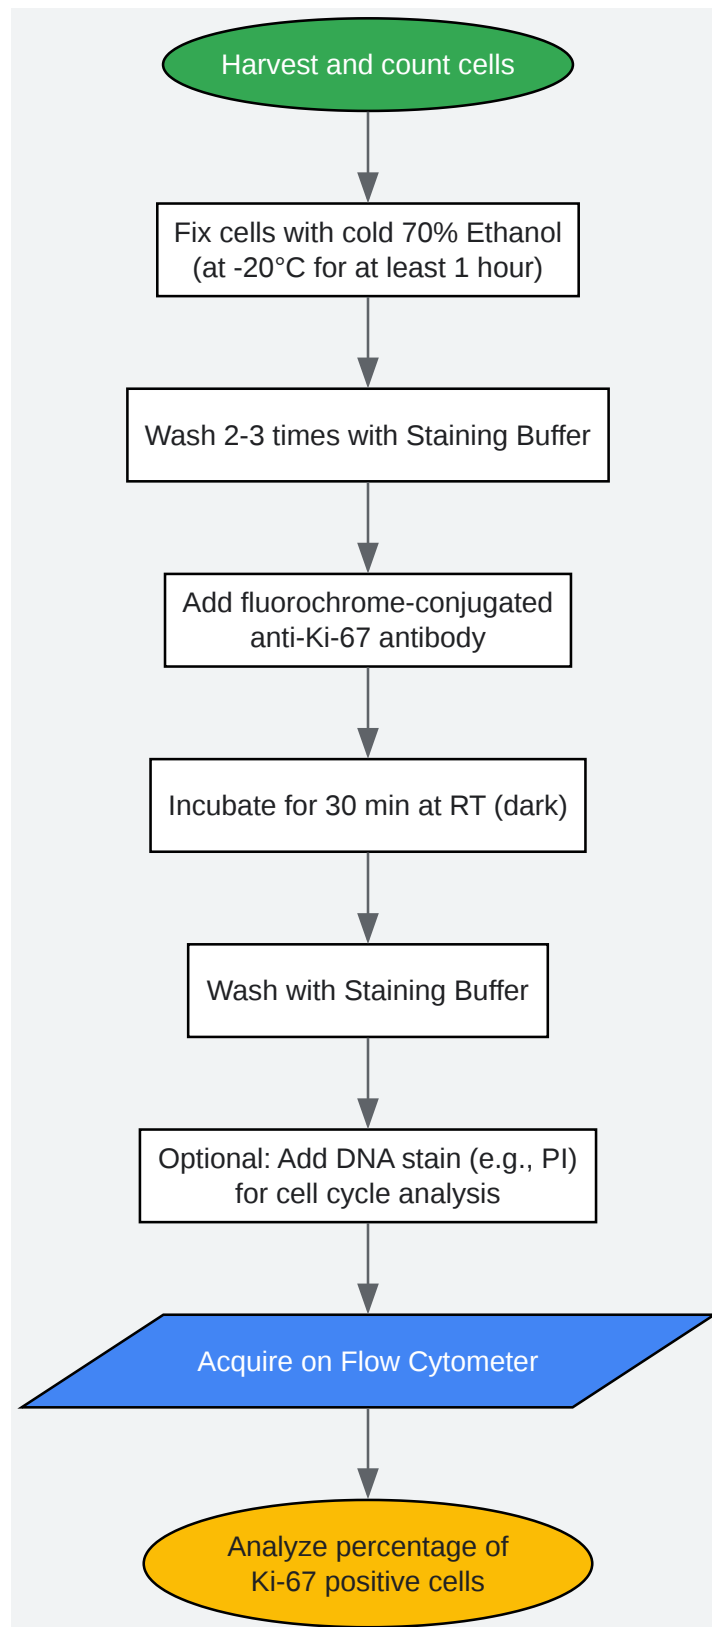 Harvest and count cells
Fix cells with cold 70% Ethanol
(at -20°C for at least 1 hour)
Wash 2-3 times with Staining Buffer
Add fluorochrome-conjugated
anti-Ki-67 antibody
Incubate for 30 min at RT (dark)
Wash with Staining Buffer
Optional: Add DNA stain (e.g., PI)
for cell cycle analysis
Acquire on Flow Cytometer
Analyze percentage of
Ki-67 positive cells